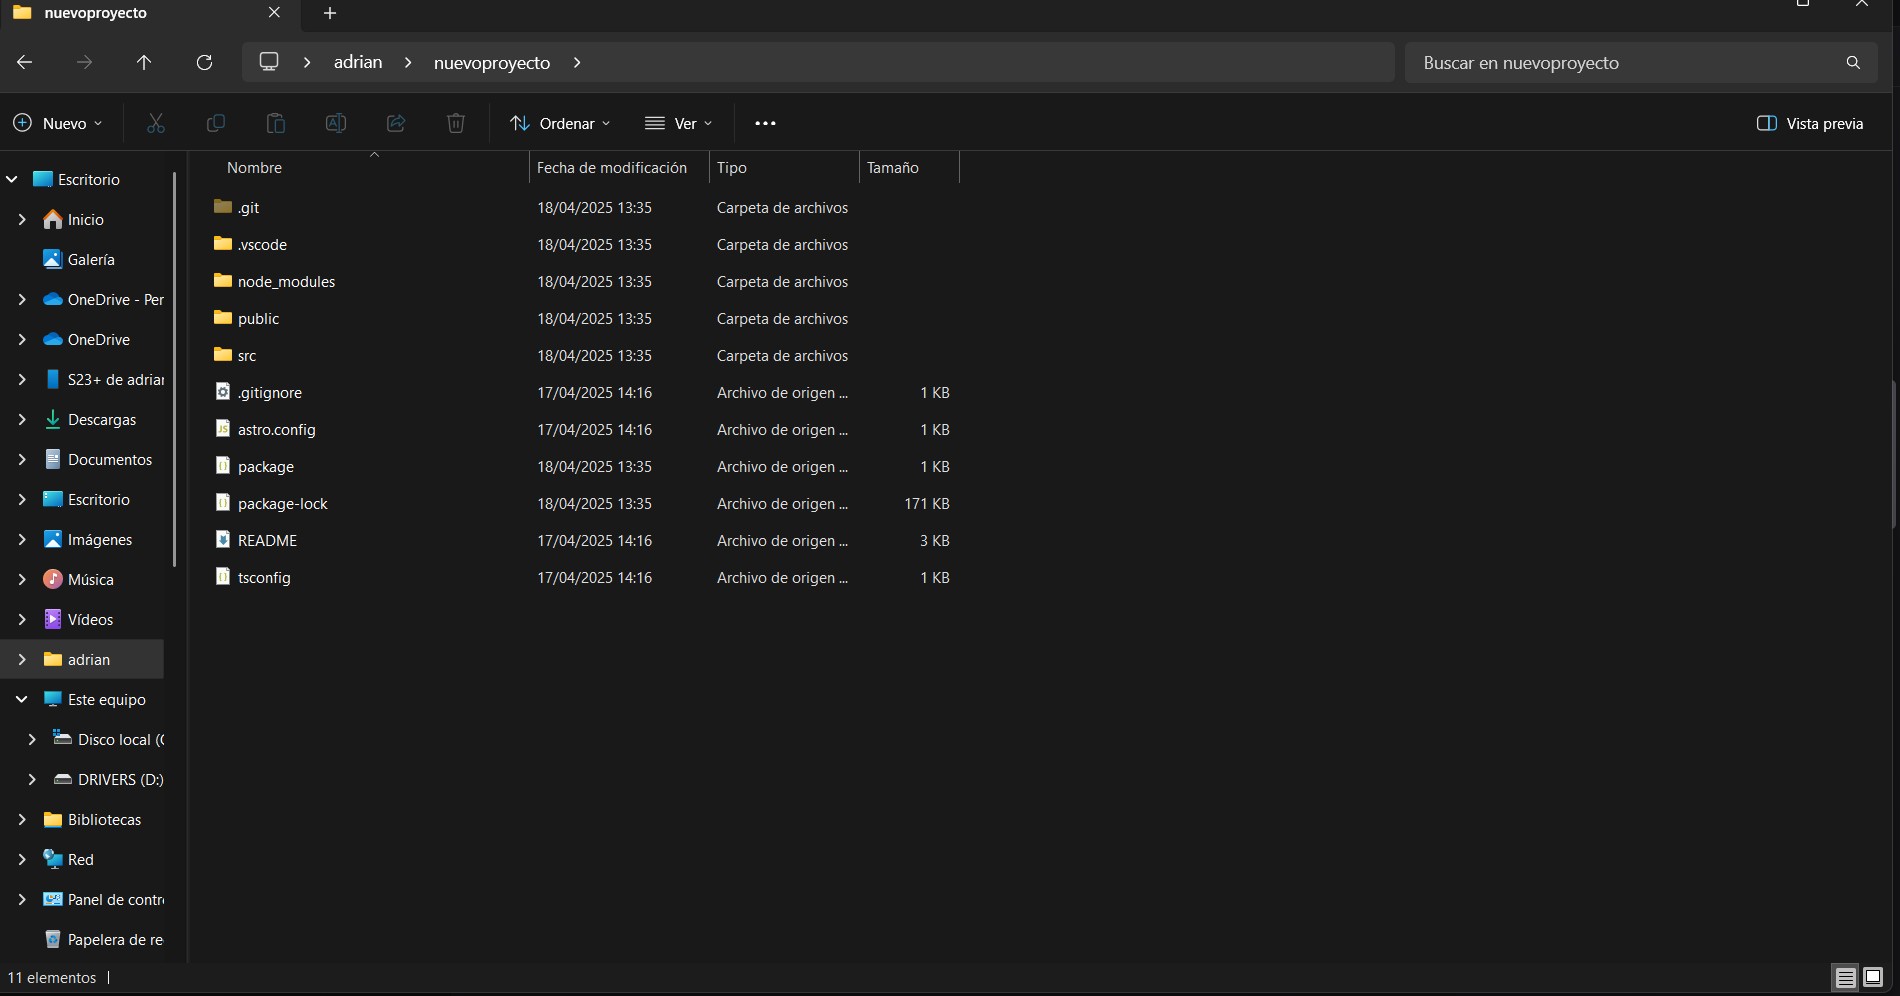 nuevoproyecto
adrian nuevoproyecto
Buscar en nuevoproyecto
Nuevo
Ordenar
Ver
Vista previa
Escritorio
Inicio
Galería
OneDrive - Per
OneDrive
S23+ de adrian
Descargas
Documentos
Escritorio
Imágenes
Música
Vídeos
adrian
Este equipo
Disco local (C
DRIVERS (D:)
Bibliotecas
Red
Panel de contr
Papelera de re
Nombre Fecha de modificación Tipo Tamaño
.git 18/04/2025 13:35 Carpeta de archivos
.vscode 18/04/2025 13:35 Carpeta de archivos
node_modules 18/04/2025 13:35 Carpeta de archivos
public 18/04/2025 13:35 Carpeta de archivos
src 18/04/2025 13:35 Carpeta de archivos
.gitignore 17/04/2025 14:16 Archivo de origen ... 1 KB
astro.config 17/04/2025 14:16 Archivo de origen ... 1 KB
package 18/04/2025 13:35 Archivo de origen ... 1 KB
package-lock 18/04/2025 13:35 Archivo de origen ... 171 KB
README 17/04/2025 14:16 Archivo de origen ... 3 KB
tsconfig 17/04/2025 14:16 Archivo de origen ... 1 KB
11 elementos